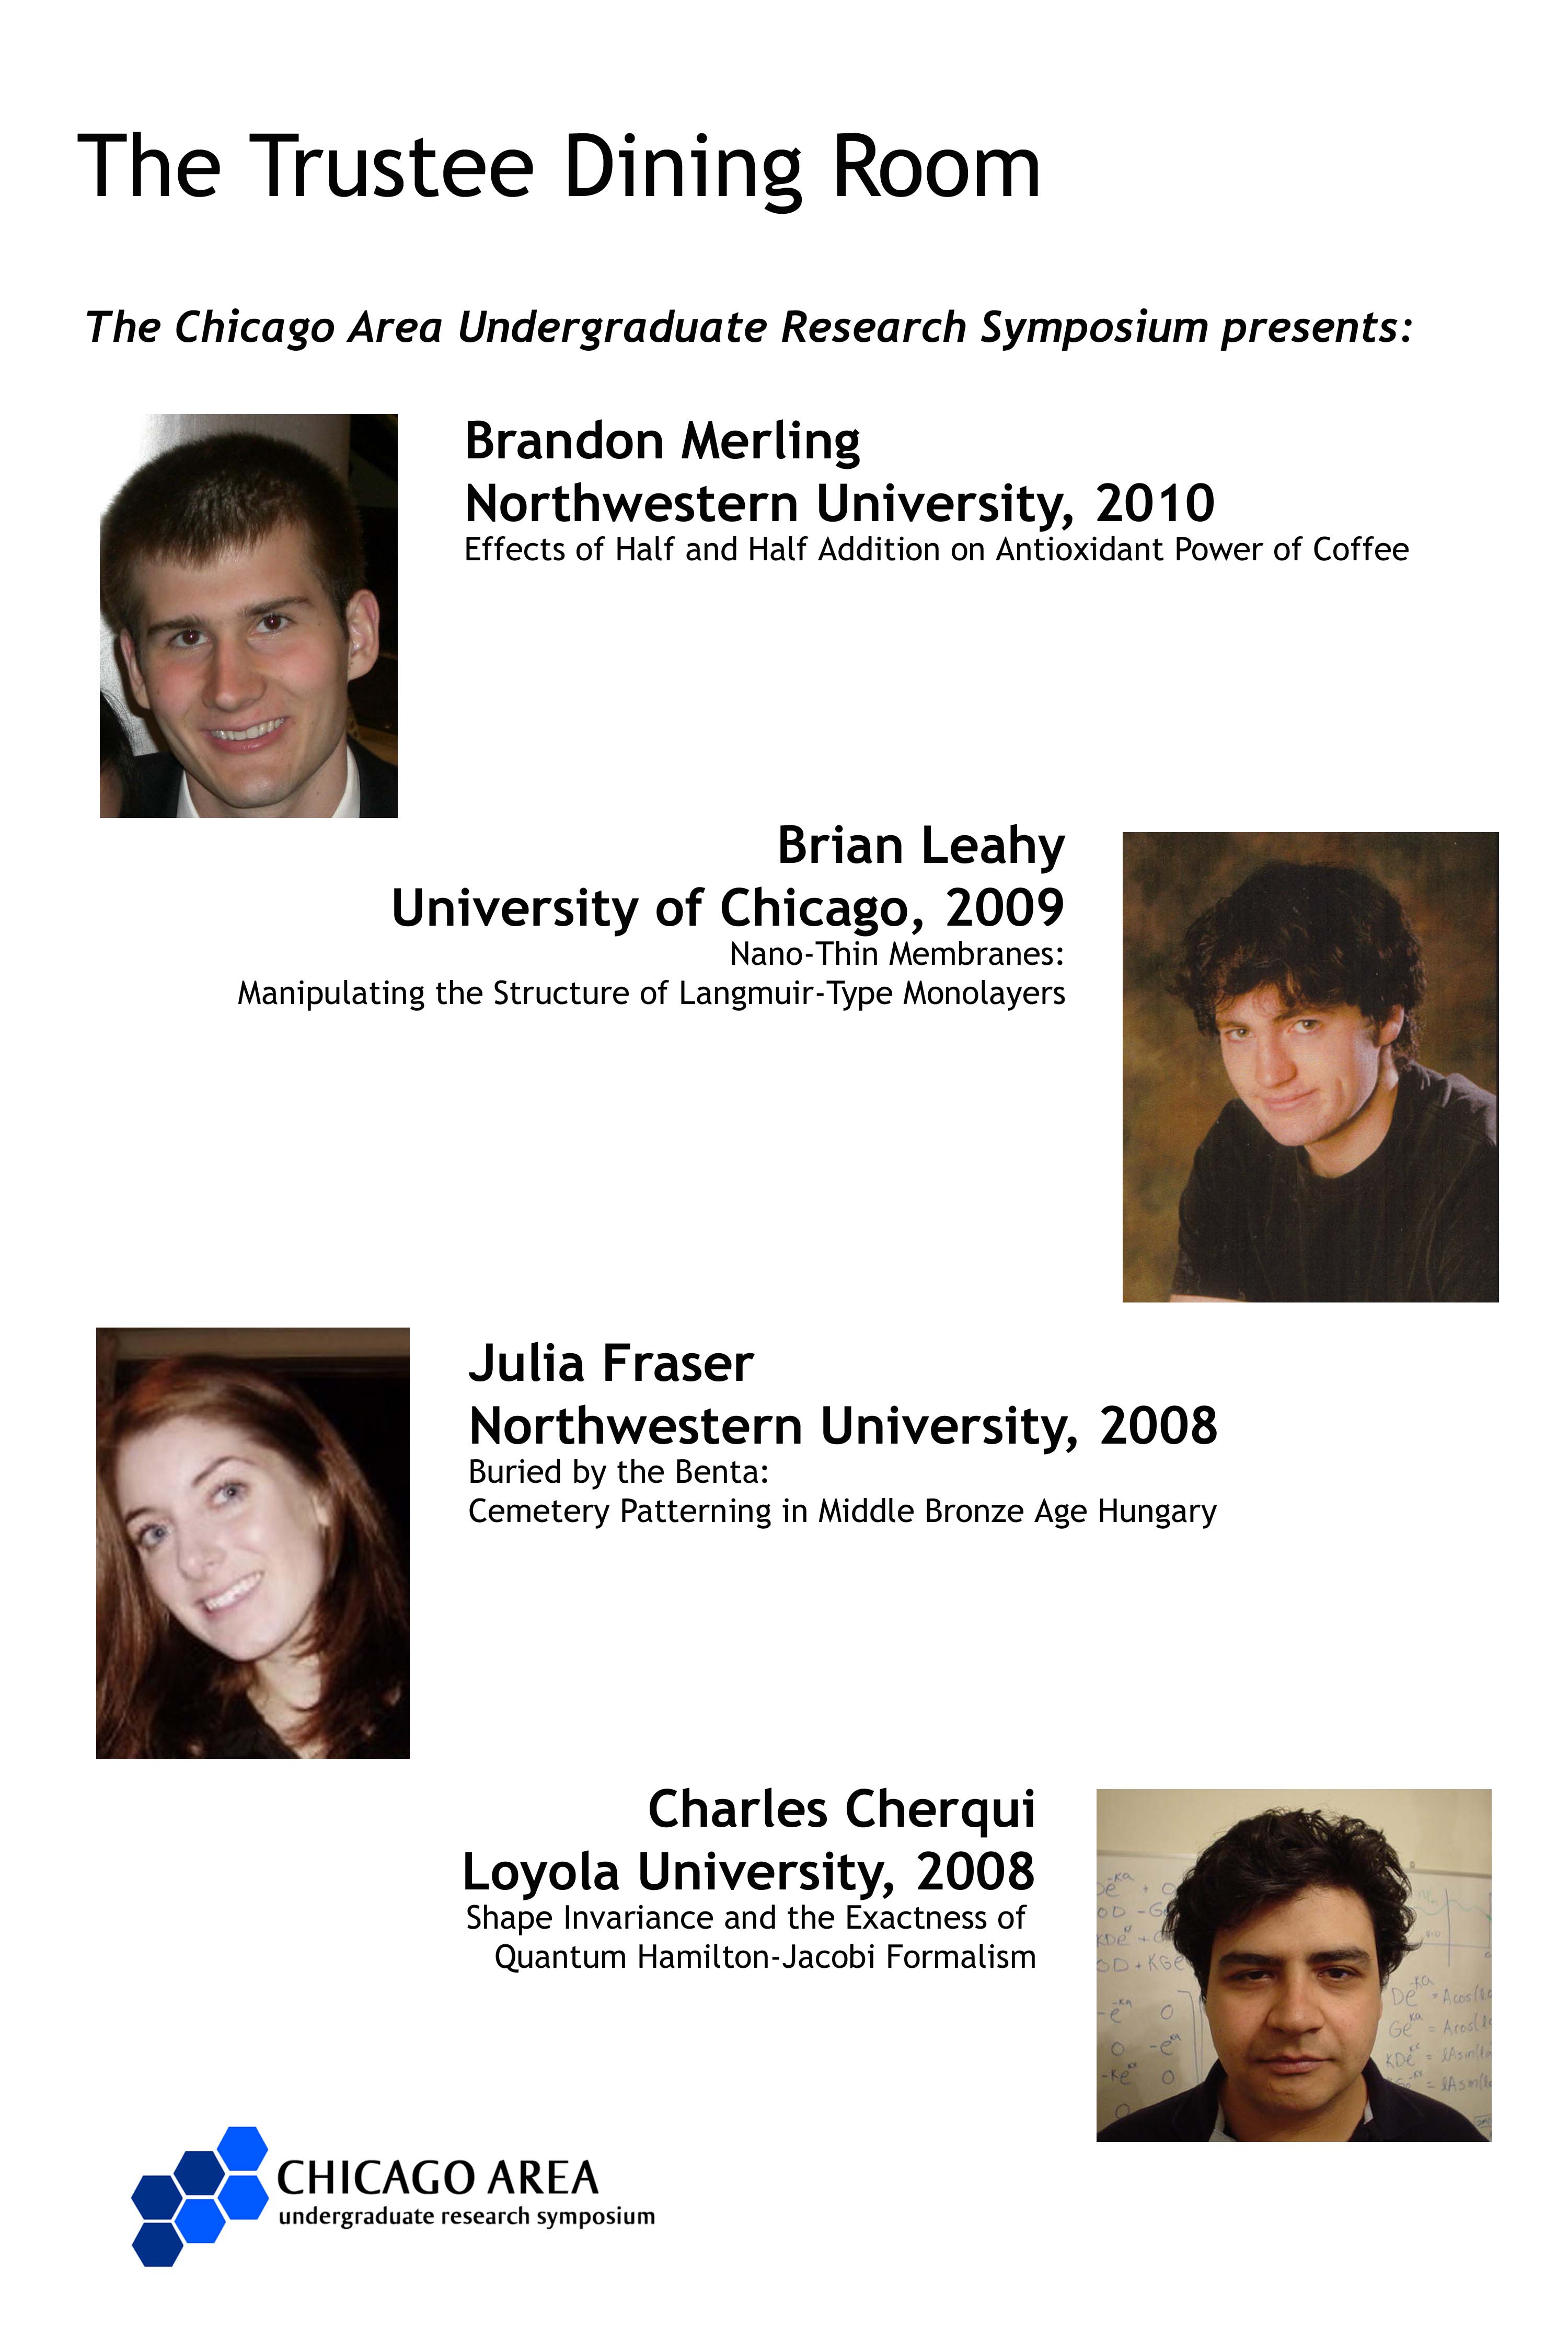 The Trustee Dining Room
The Chicago Area Undergraduate Research Symposium presents:
Brandon Merling
Northwestern University, 2010
Effects of Half and Half Addition on Antioxidant Power of Coffee
Brian Leahy
University of Chicago, 2009
Nano-Thin Membranes:
Manipulating the Structure of Langmuir-Type Monolayers
Julia Fraser
Northwestern University, 2008
Buried by the Benta:
Cemetery Patterning in Middle Bronze Age Hungary
Charles Cherqui
Loyola University, 2008
Shape Invariance and the Exactness of
Quantum Hamilton-Jacobi Formalism
CHICAGO AREA
undergraduate research symposium